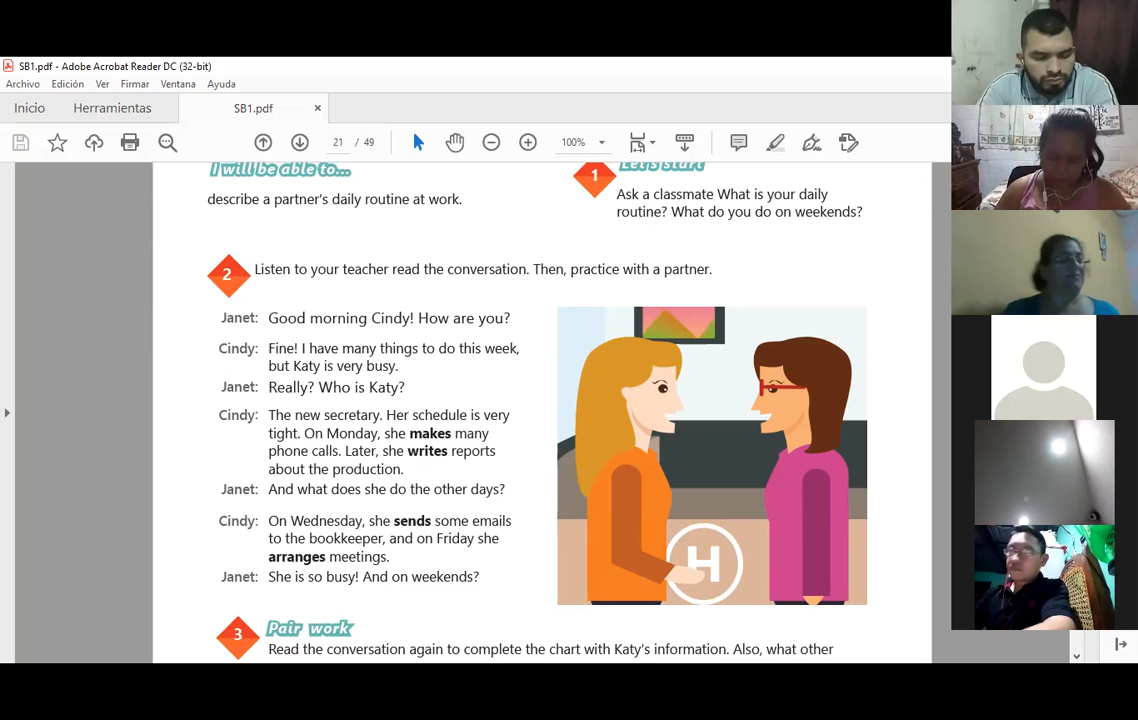 SB1.pdf - Adobe Acrobat Reader DC (32-bit)
Archivo Edición Ver Firmar Ventana Ayuda
Inicio Herramientas SB1.pdf ×
21 / 49 100%
I will be able to...
describe a partner's daily routine at work.
1 Let's start
Ask a classmate What is your daily
routine? What do you do on weekends?
2 Listen to your teacher read the conversation. Then, practice with a partner.
Janet: Good morning Cindy! How are you?
Cindy: Fine! I have many things to do this week,
but Katy is very busy.
Janet: Really? Who is Katy?
Cindy: The new secretary. Her schedule is very
tight. On Monday, she makes many
phone calls. Later, she writes reports
about the production.
Janet: And what does she do the other days?
Cindy: On Wednesday, she sends some emails
to the bookkeeper, and on Friday she
arranges meetings.
Janet: She is so busy! And on weekends?
H
3 Pair work
Read the conversation again to complete the chart with Katy's information. Also, what other